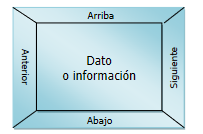 Arriba
Anterior
Dato
o información
Siguiente
Abajo